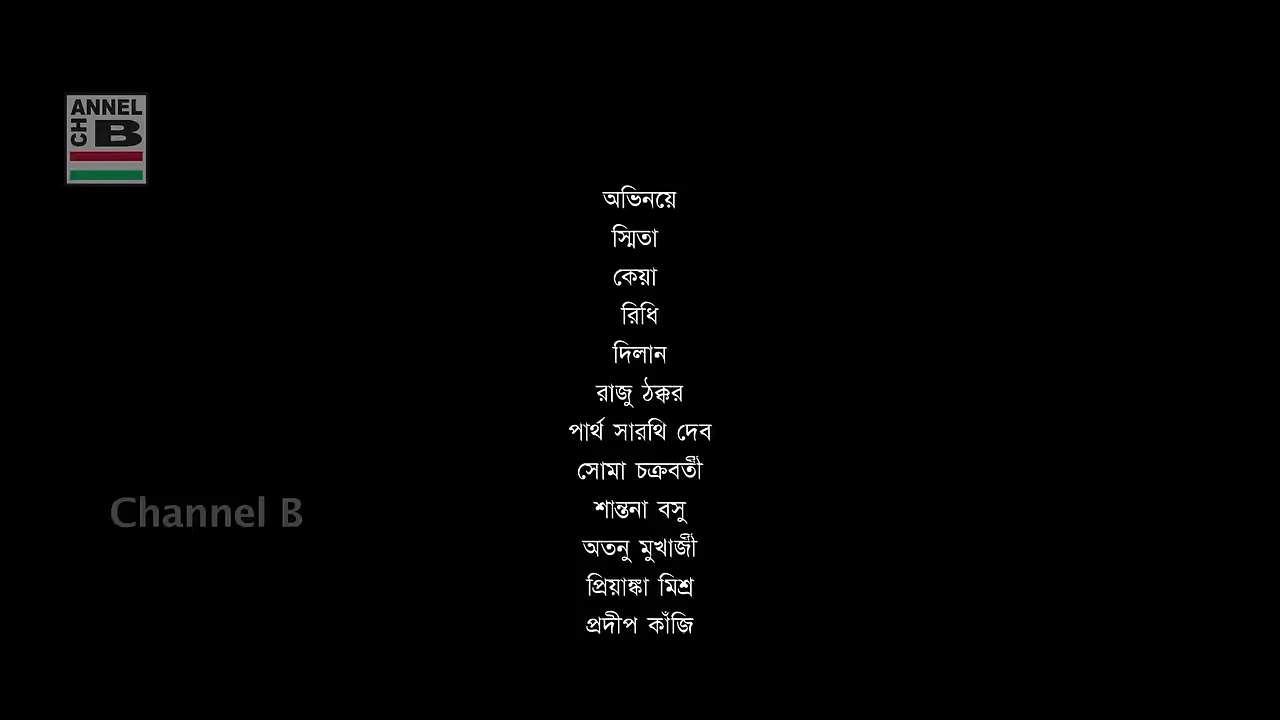 ANNEL
CH B
অভিনয়ে
স্মিতা
কেয়া
রিধি
দিলান
রাজু ঠক্কর
পার্থ সারথি দেব
সোমা চক্রবর্তী
শান্তনা বসু
অতনু মুখার্জী
প্রিয়াঙ্কা মিশ্র
প্রদীপ কাঁজি
Channel B